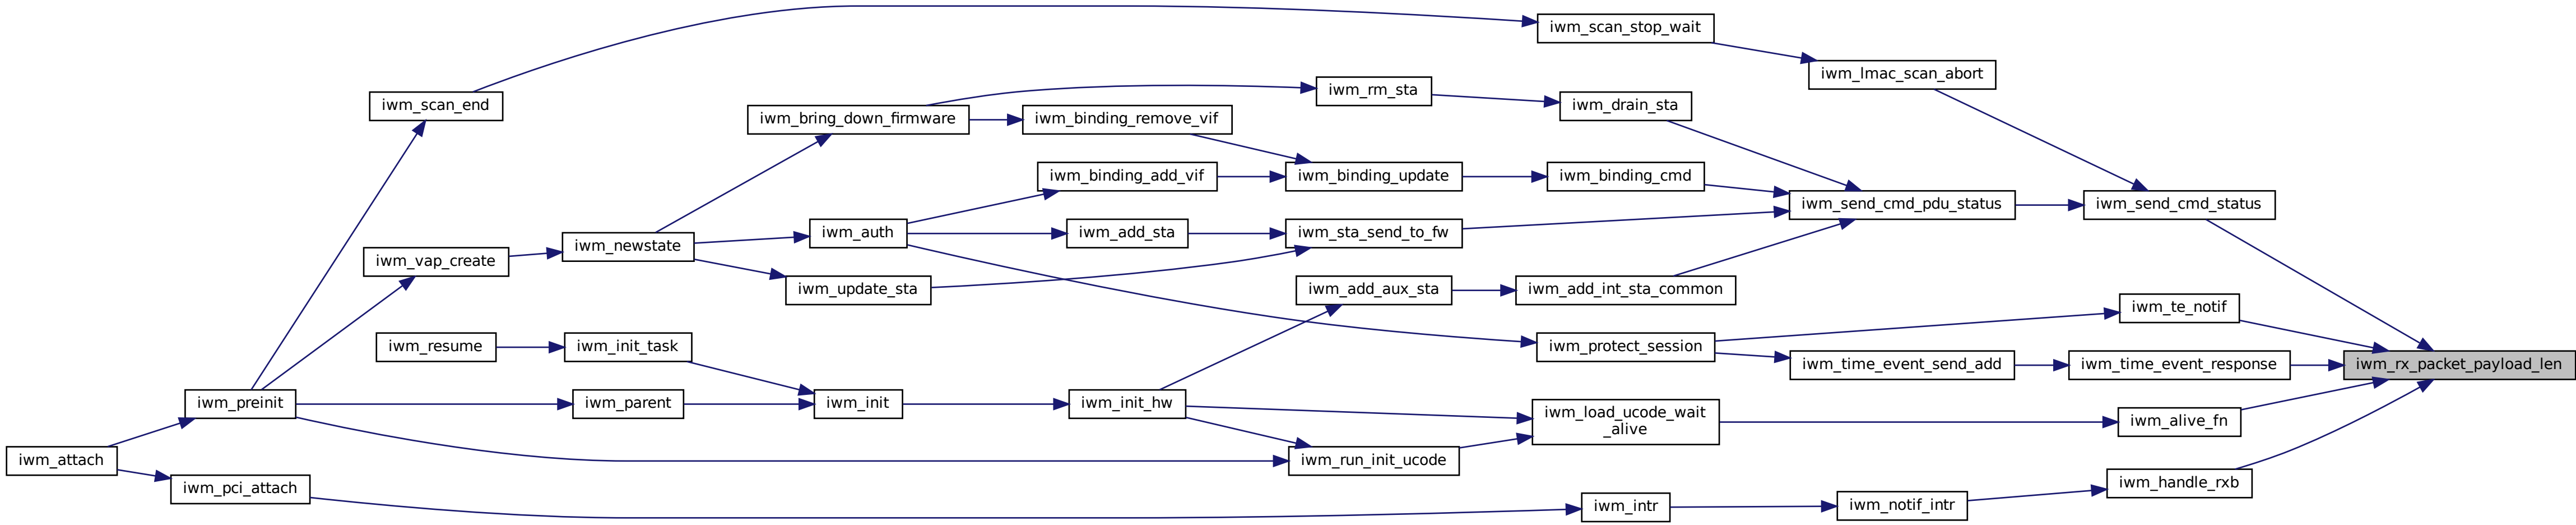 iwm_scan_stop_wait
iwm_lmac_scan_abort
iwm_scan_end
iwm_rm_sta
iwm_drain_sta
iwm_bring_down_firmware
iwm_binding_remove_vif
iwm_binding_add_vif
iwm_binding_update
iwm_binding_cmd
iwm_send_cmd_pdu_status
iwm_send_cmd_status
iwm_newstate
iwm_auth
iwm_add_sta
iwm_sta_send_to_fw
iwm_vap_create
iwm_update_sta
iwm_add_aux_sta
iwm_add_int_sta_common
iwm_te_notif
iwm_resume
iwm_init_task
iwm_protect_session
iwm_time_event_send_add
iwm_time_event_response
iwm_rx_packet_payload_len
iwm_preinit
iwm_parent
iwm_init
iwm_init_hw
iwm_load_ucode_wait
_alive
iwm_alive_fn
iwm_attach
iwm_run_init_ucode
iwm_pci_attach
iwm_handle_rxb
iwm_intr
iwm_notif_intr